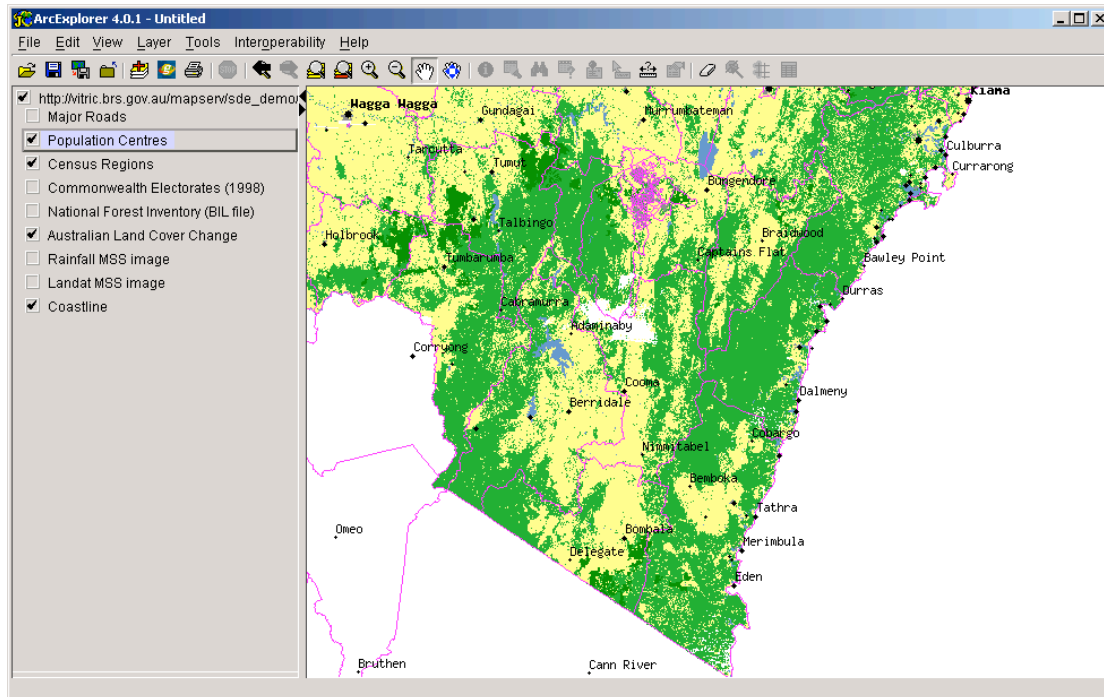 ArcExplorer 4.0.1 - Untitled
File Edit View Layer Tools Interoperability Help
http://vitric.brs.gov.au/mapserv/sde_demo/
Major Roads
Population Centres
Census Regions
Commonwealth Electorates (1998)
National Forest Inventory (BIL file)
Australian Land Cover Change
Rainfall MSS image
Landat MSS image
Coastline
Wagga Wagga
Gundagai
Murrumbateman
Kiama
Tarcutta
Tumut
Culburra
Currarong
Bungendore
Talbingo
Holbrook
Braidwood
Captains Flat
Tumbarumba
Bawley Point
Durras
Cabramurra
Adaminaby
Corryong
Cooma
Dalmeny
Berridale
Cobargo
Nimmitabel
Bemboka
Tathra
Omeo
Bombala
Merimbula
Delegate
Eden
Bruthen
Cann River